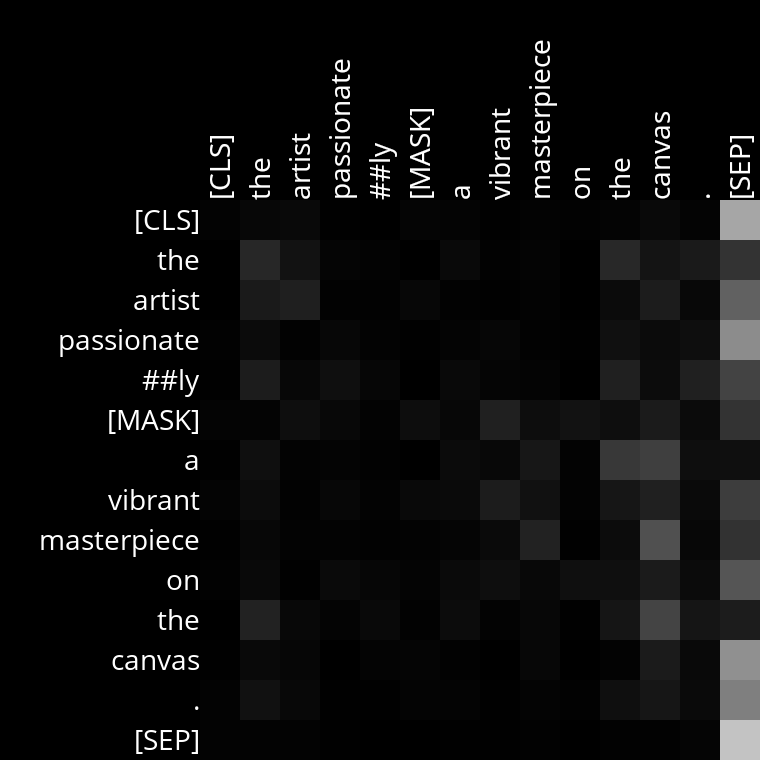 [CLS] the artist passionate ##ly [MASK] a vibrant masterpiece on the canvas . [SEP]
[CLS]
the
artist
passionate
##ly
[MASK]
a
vibrant
masterpiece
on
the
canvas
.
[SEP]